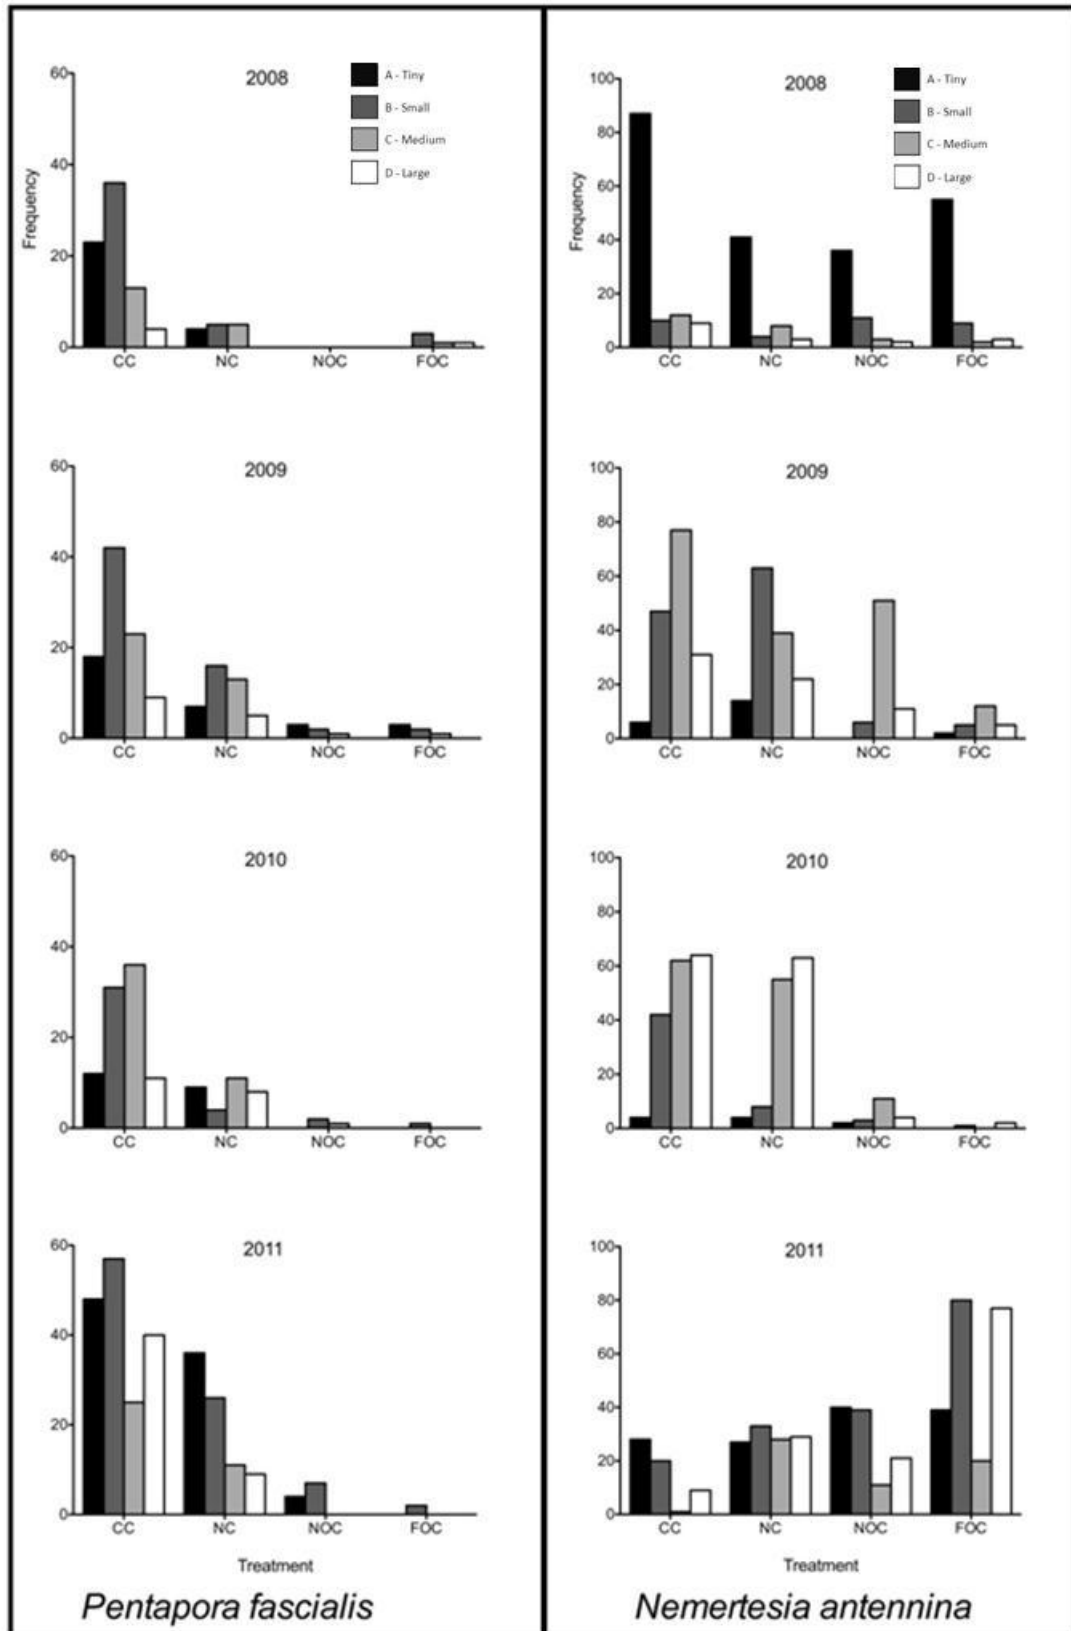 2008
A - Tiny
B - Small
C - Medium
D - Large
Frequency
60
40
20
0
CC NC NOC FOC
2009
60
40
20
0
CC NC NOC FOC
2010
60
40
20
0
CC NC NOC FOC
2011
60
40
20
0
CC NC NOC FOC
Treatment
Pentapora fascialis
2008
A - Tiny
B - Small
C - Medium
D - Large
Frequency
100
80
60
40
20
0
CC NC NOC FOC
2009
100
80
60
40
20
0
CC NC NOC FOC
2010
100
80
60
40
20
0
CC NC NOC FOC
2011
100
80
60
40
20
0
CC NC NOC FOC
Treatment
Nemertesia antennina